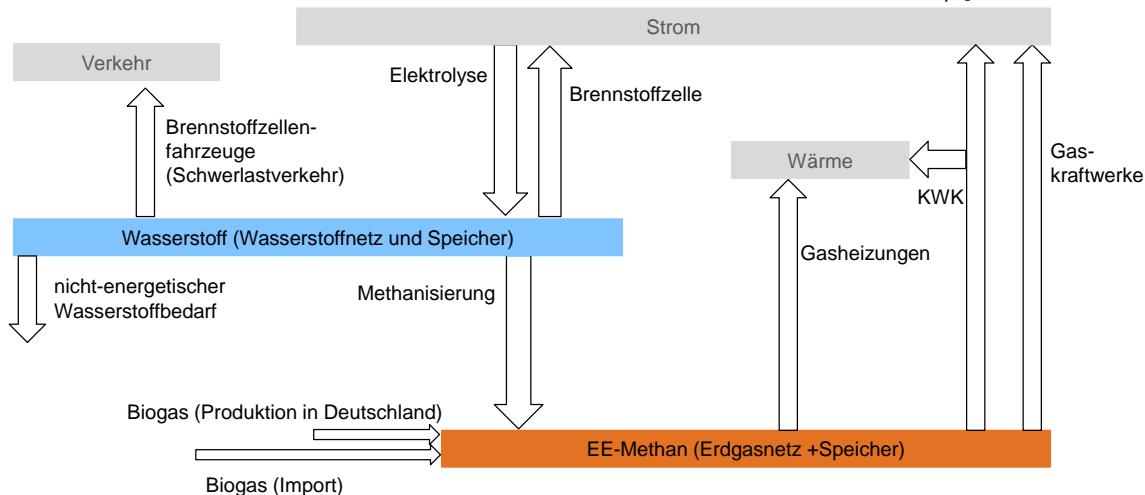 Strom
Verkehr
Elektrolyse
Brennstoffzelle
Brennstoffzellen-
fahrzeuge
(Schwerlastverkehr)
Wärme
KWK
Gas-
kraftwerke
Wasserstoff (Wasserstoffnetz und Speicher)
Gasheizungen
nicht-energetischer
Wasserstoffbedarf
Methanisierung
Biogas (Produktion in Deutschland)
EE-Methan (Erdgasnetz +Speicher)
Biogas (Import)